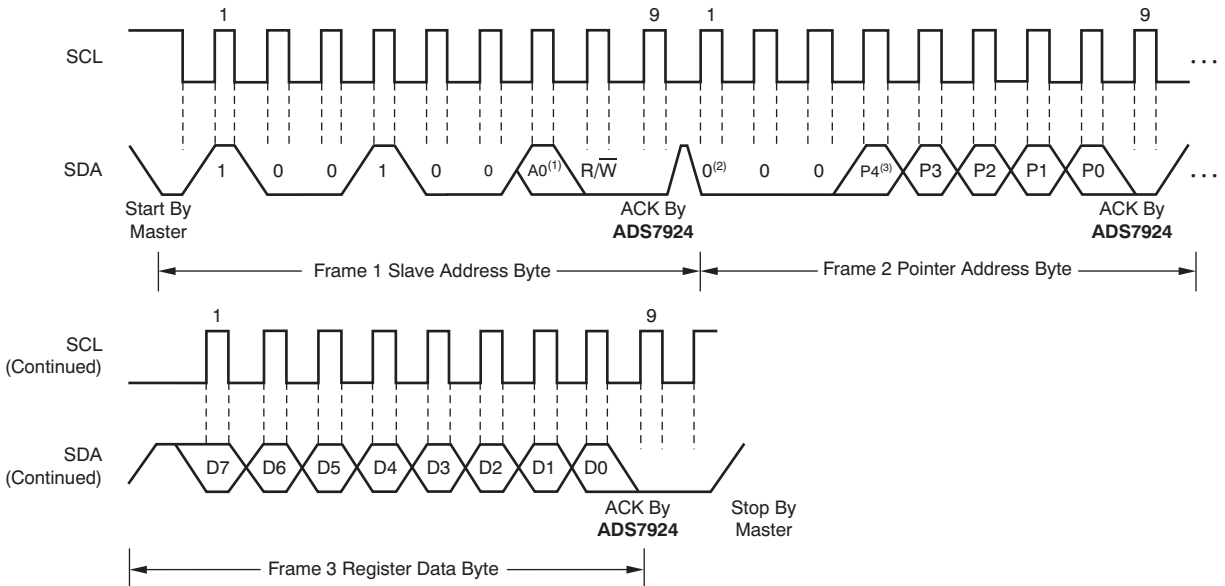 1 9 1 9
SCL ...
SDA 1 0 0 1 0 0 A0(1) R/W̅ 0(2) 0 0 P4(3) P3 P2 P1 P0 ...
Start By Master
ACK By ADS7924
ACK By ADS7924
Frame 1 Slave Address Byte
Frame 2 Pointer Address Byte
1 9
SCL (Continued)
SDA (Continued)
D7 D6 D5 D4 D3 D2 D1 D0
ACK By ADS7924
Stop By Master
Frame 3 Register Data Byte